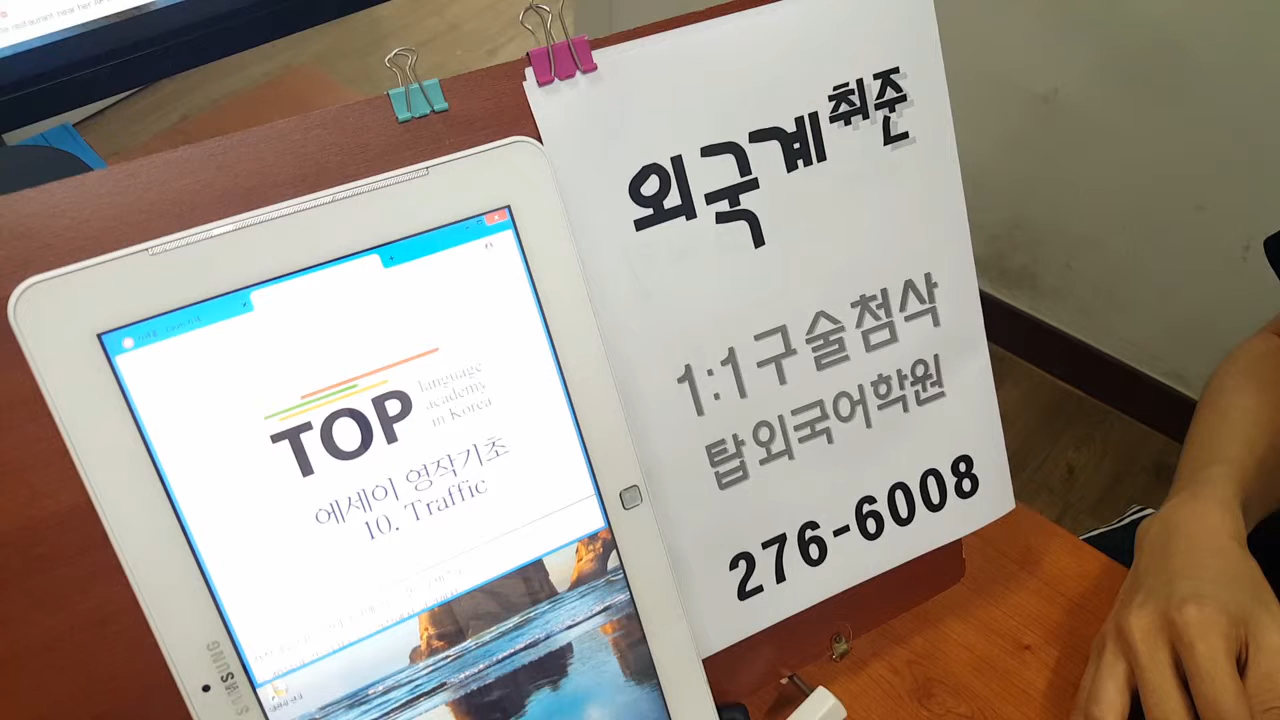 TOP
language
academy
in Korea
에세이 영작기초
10. Traffic
SAMSUNG
외국계취준
1:1구술첨삭
탑외국어학원
276-6008